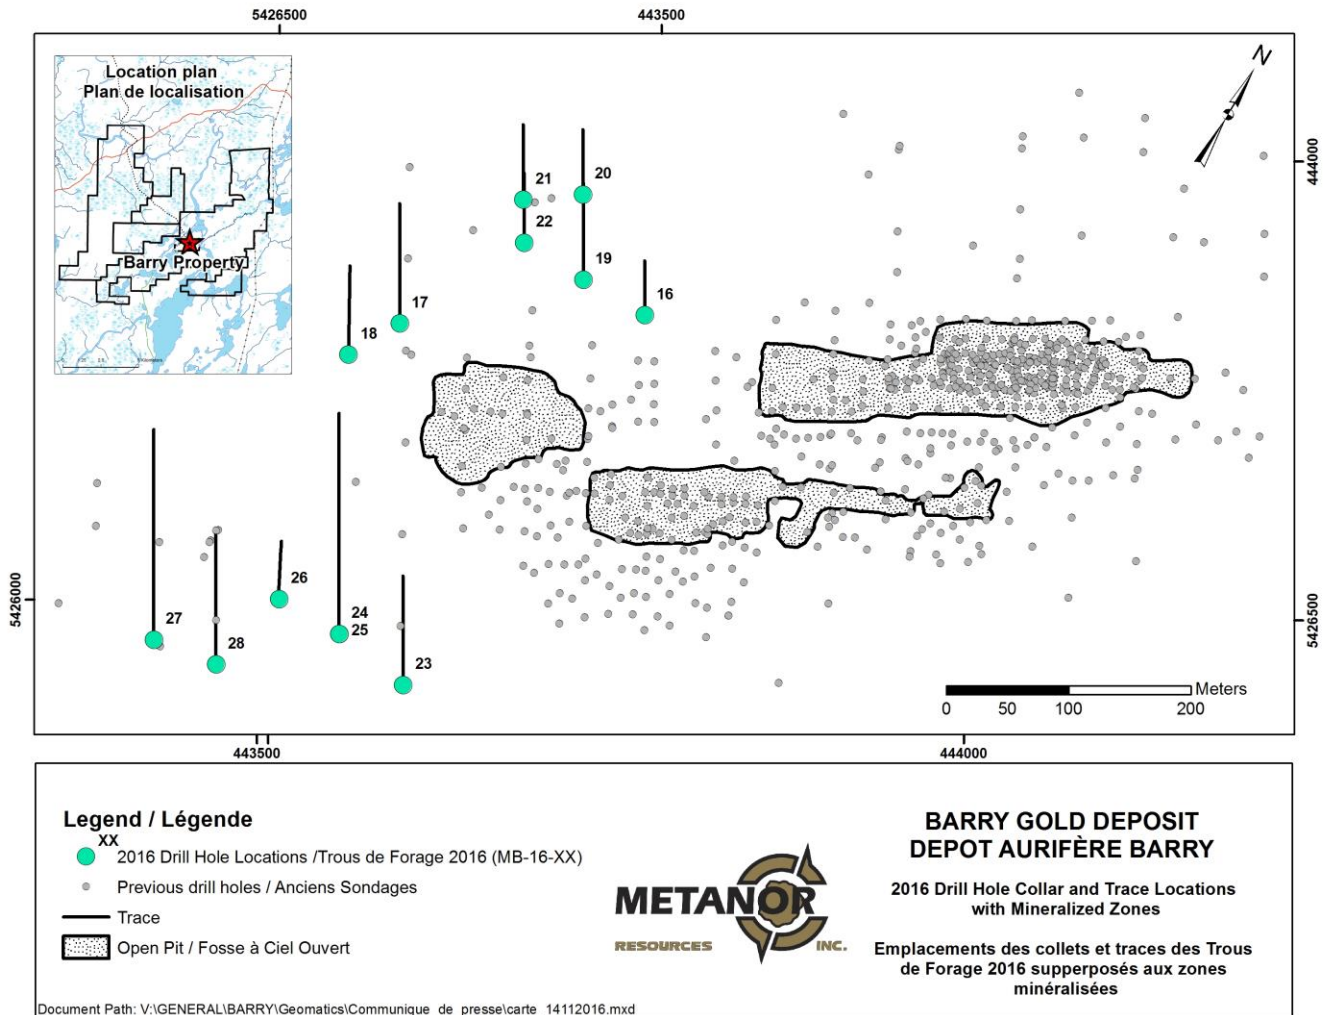 5426500
443500
Location plan
Plan de localisation
N
20
21
444000
22
19
16
Barry Property
17
18
26
5426000
27
24
25
28
5426500
23
Meters
0 50 100 200
443500
444000
Legend / Légende
XX
2016 Drill Hole Locations /Trous de Forage 2016 (MB-16-XX)
Previous drill holes / Anciens Sondages
Trace
Open Pit / Fosse à Ciel Ouvert
METANOR
RESOURCES INC.
BARRY GOLD DEPOSIT
DEPOT AURIFÈRE BARRY
2016 Drill Hole Collar and Trace Locations
with Mineralized Zones
Emplacements des collets et traces des Trous
de Forage 2016 supperposés aux zones
minéralisées
Document Path: V:\GENERAL\BARRY\Geomatics\Communique_de_presse\carte_14112016.mxd